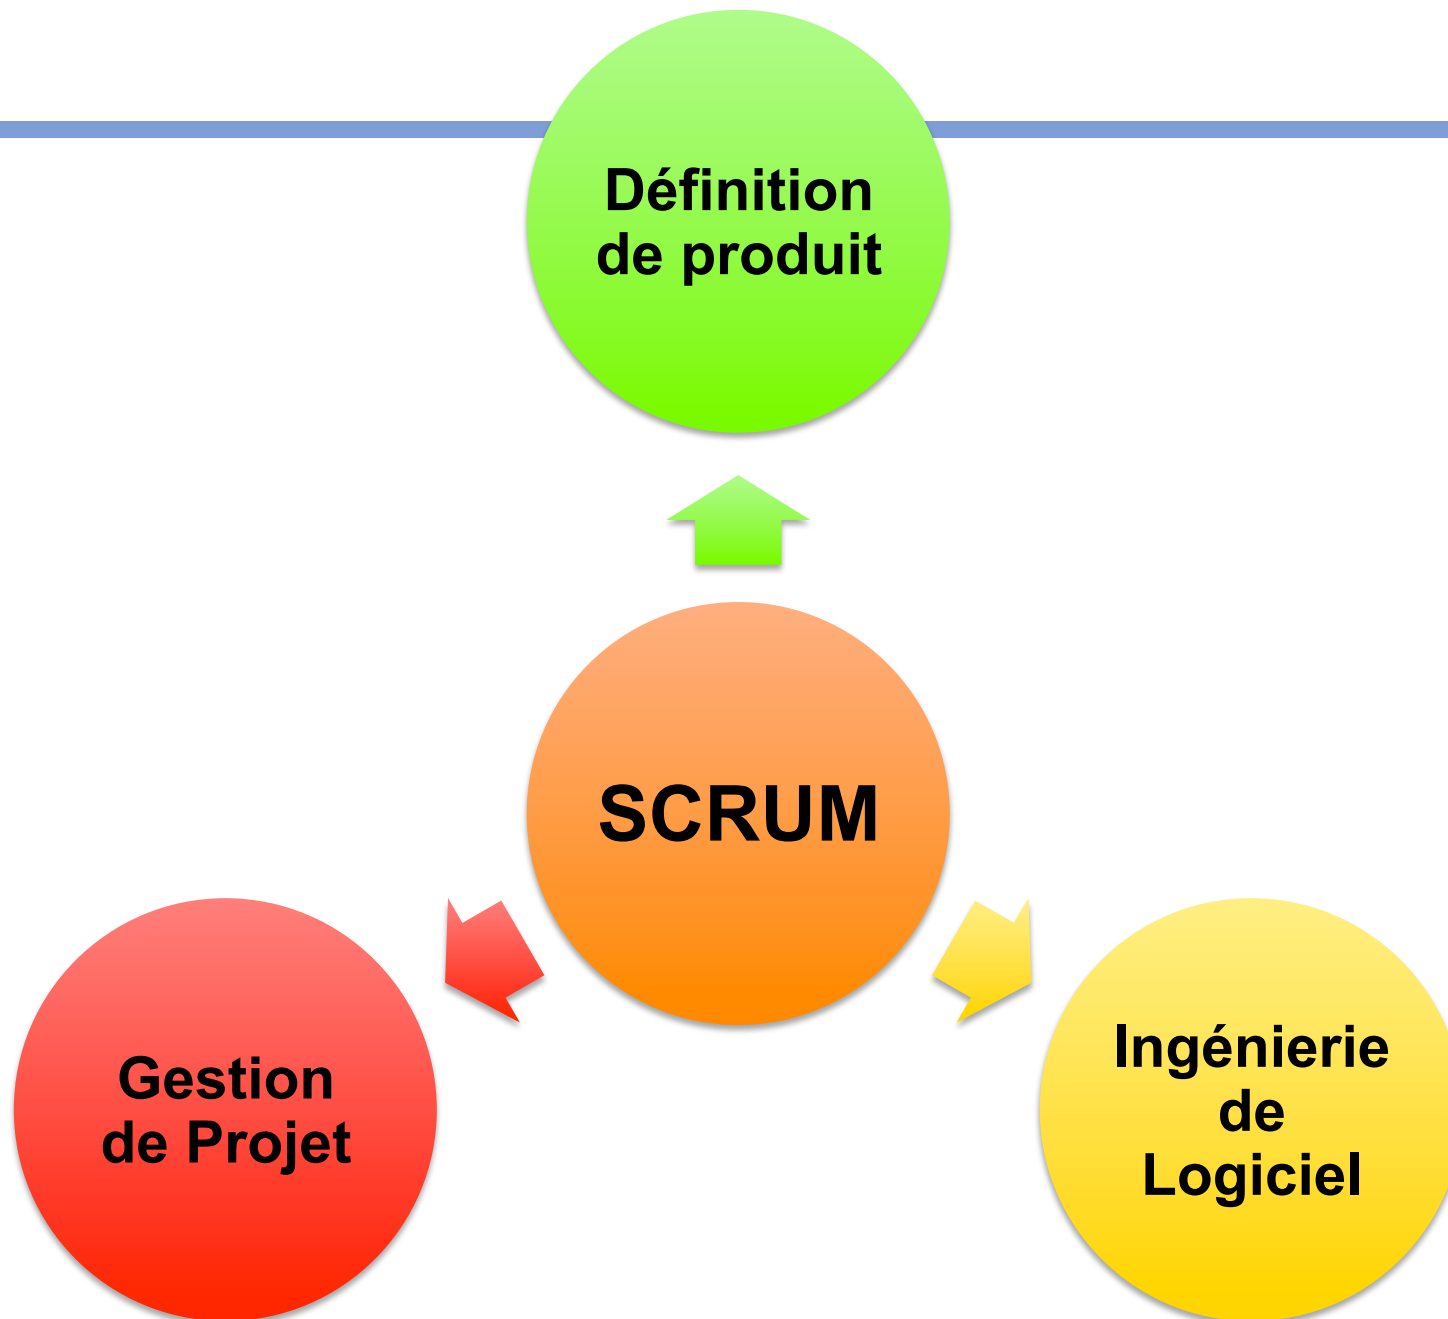 Définition
de produit
SCRUM
Gestion
de Projet
Ingénierie
de
Logiciel